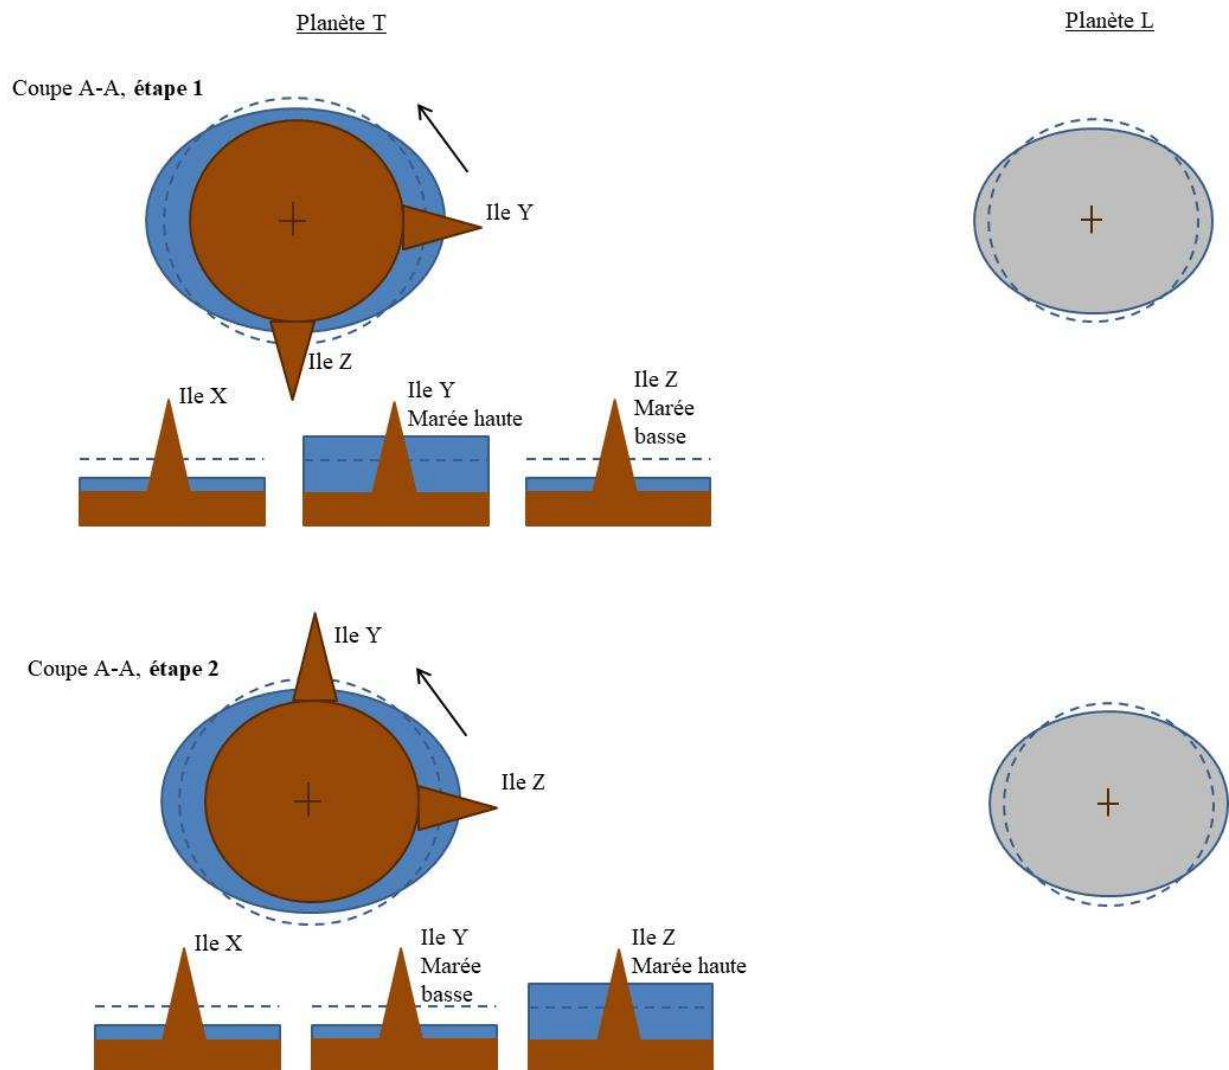 Planète T
Planète L
Coupe A-A, étape 1
Ile Y
Ile Z
Ile X
Ile Y
Marée haute
Ile Z
Marée
basse
Ile Y
Coupe A-A, étape 2
Ile Z
Ile X
Ile Y
Marée
basse
Ile Z
Marée haute